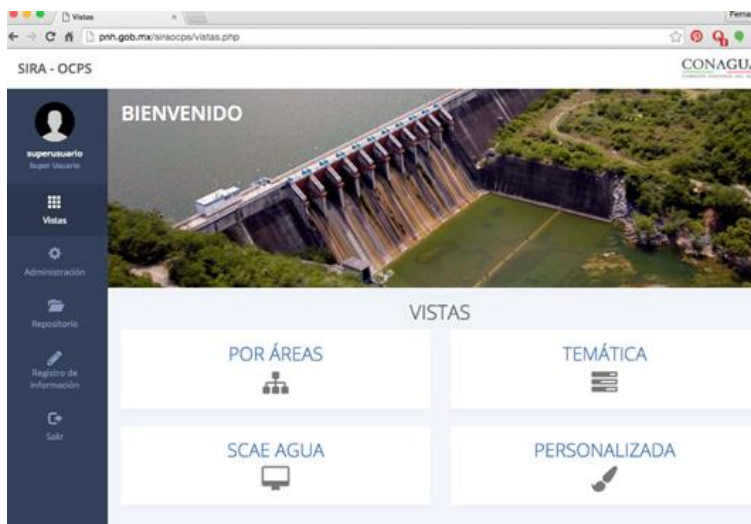 Vistas
Ferna
pnh.gob.mx/siraocps/vistas.php
SIRA - OCPS
CONAGUA
superusuario
Super Usuario
Vistas
Administración
Repositorio
Registro de
Información
Salir
BIENVENIDO
VISTAS
POR ÁREAS
TEMÁTICA
SCAE AGUA
PERSONALIZADA